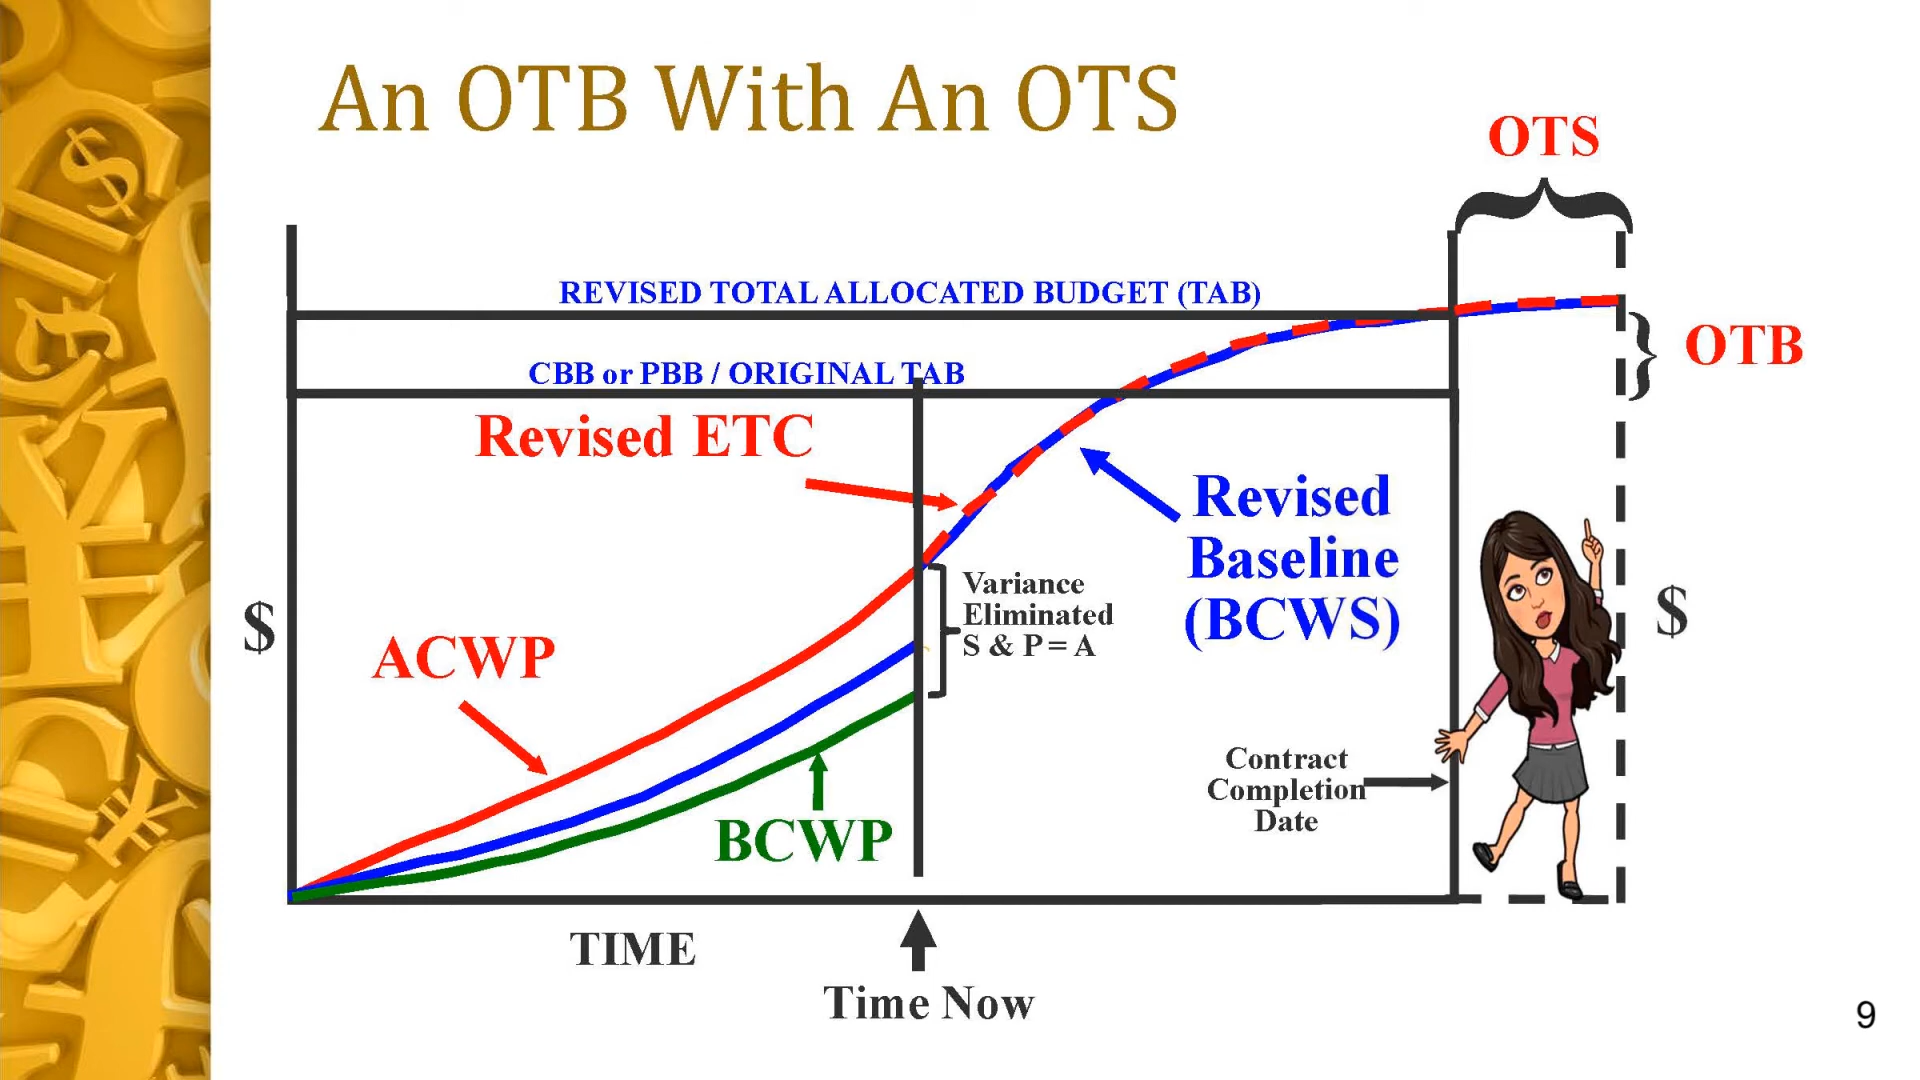 An OTB With An OTS
OTS
REVISED TOTAL ALLOCATED BUDGET (TAB)
OTB
CBB or PBB / ORIGINAL TAB
Revised ETC
Revised
Baseline
(BCWS)
Variance
Eliminated
S & P = A
$
$
ACWP
BCWP
Contract
Completion
Date
TIME
Time Now
9